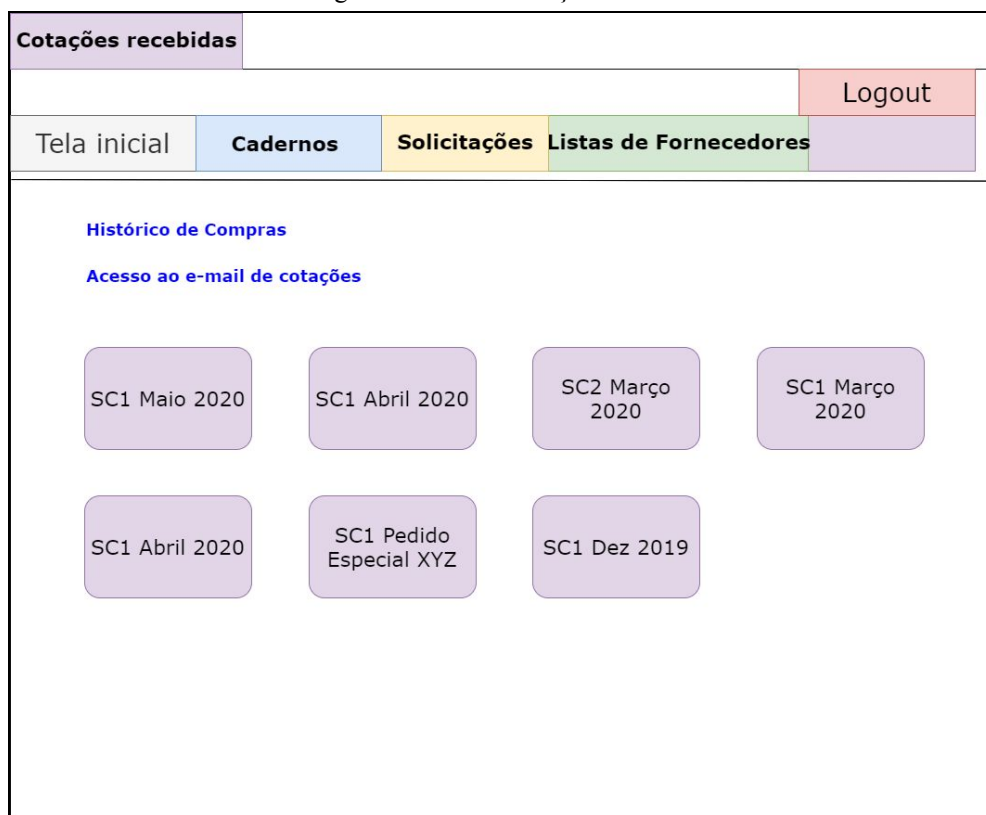 Cotações recebidas
Logout
Tela inicial
Cadernos
Solicitações
Listas de Fornecedores
Histórico de Compras
Acesso ao e-mail de cotações
SC1 Maio 2020
SC1 Abril 2020
SC2 Março
2020
SC1 Março
2020
SC1 Abril 2020
SC1 Pedido
Especial XYZ
SC1 Dez 2019